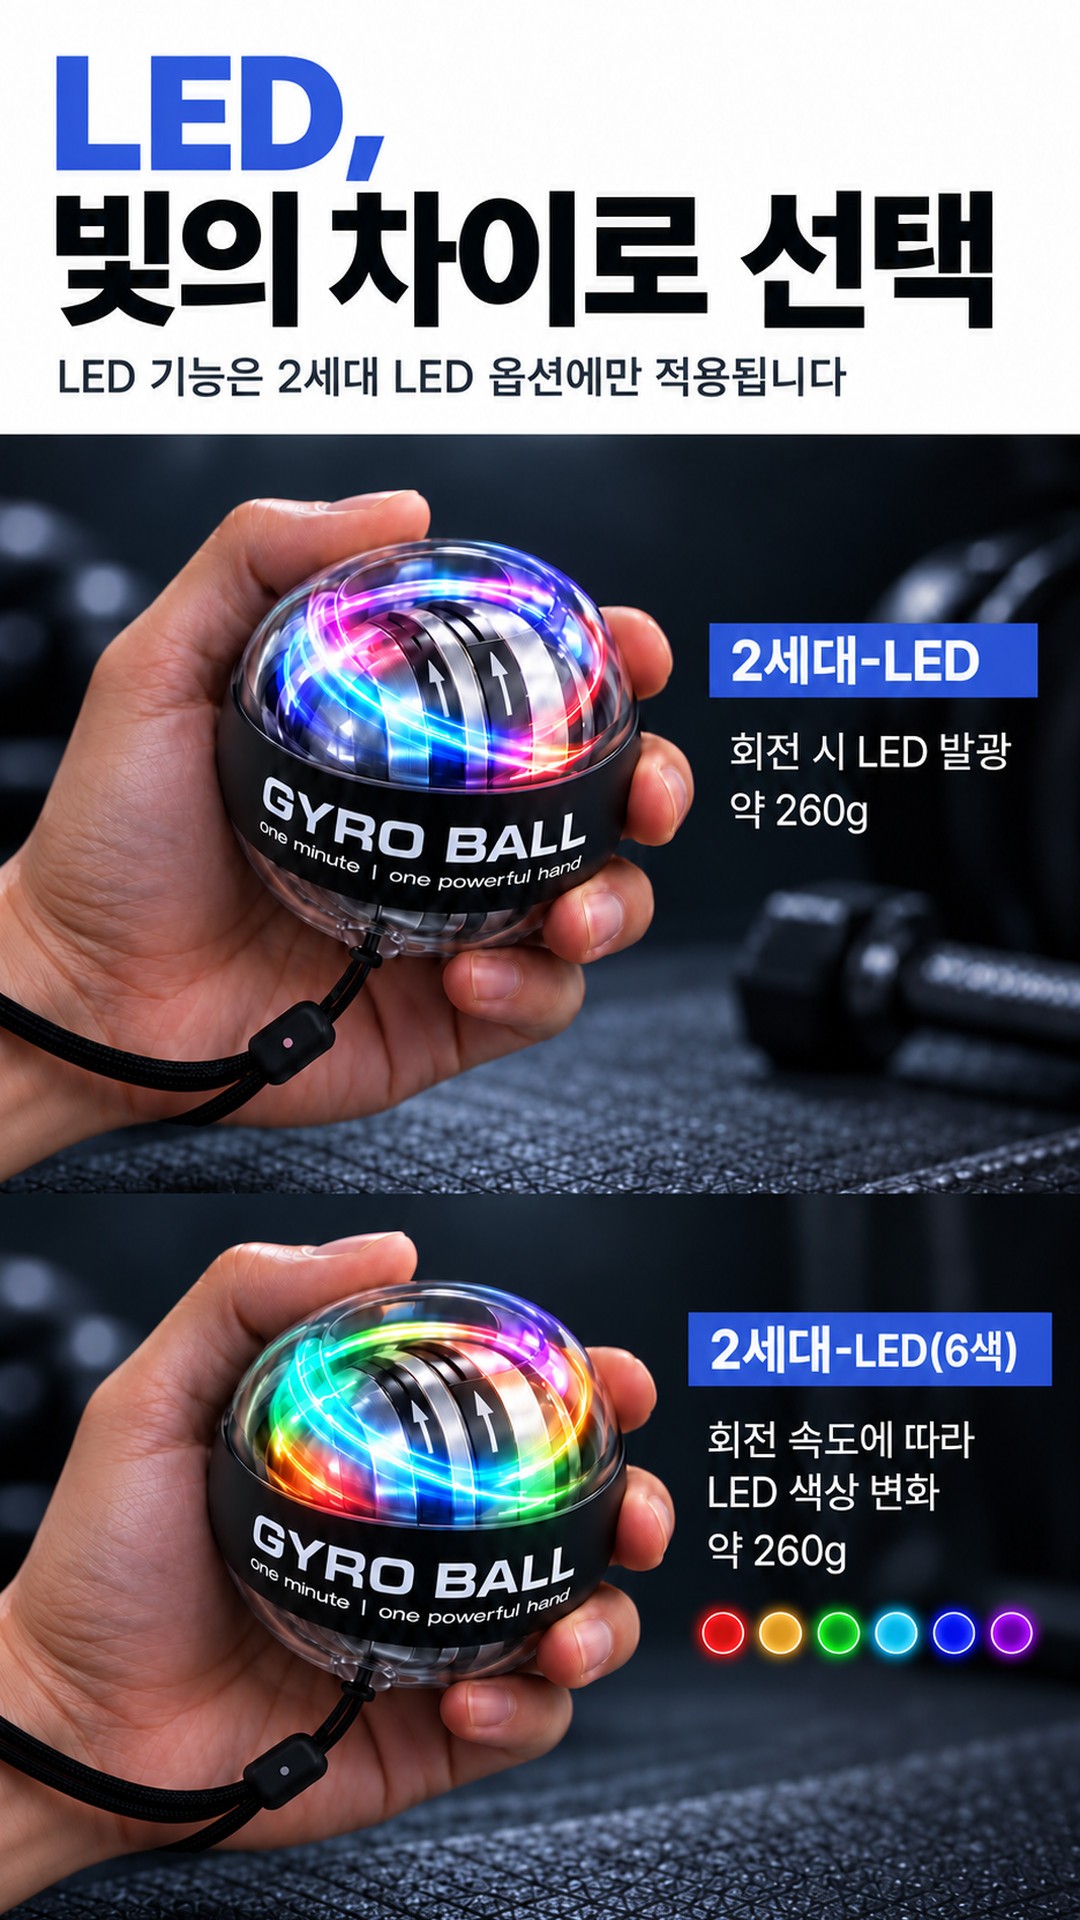 LED,
빛의 차이로 선택
LED 기능은 2세대 LED 옵션에만 적용됩니다
2세대-LED
회전 시 LED 발광
약 260g
GYRO BALL
one minute | one powerful hand
2세대-LED(6색)
회전 속도에 따라
LED 색상 변화
약 260g
GYRO BALL
one minute | one powerful hand